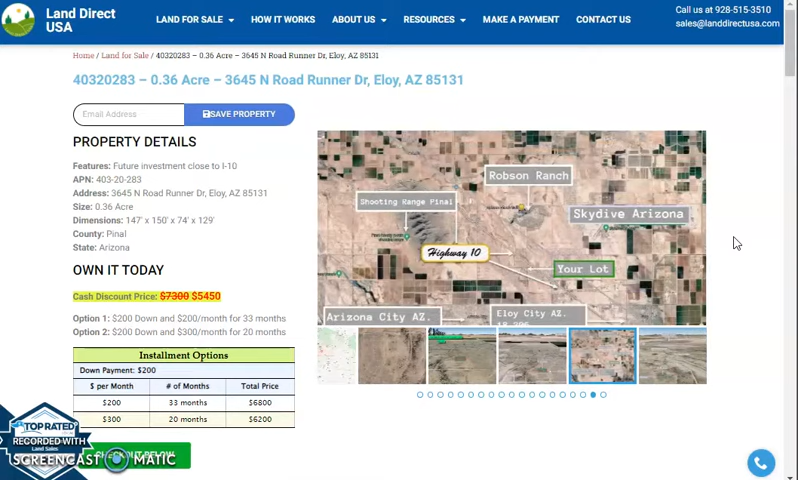 Land Direct
USA
FOR SALE HOW IT WORKS ABOUT US RESOURCES MAKE A PAYMENT CONTACT US
Call us at 928-515-3510
sales@landdirectusa.com
Home / Land for Sale / 40320283 – 0.36 Acre – 3645 N Road Runner Dr, Eloy, AZ 85131
40320283 – 0.36 Acre – 3645 N Road Runner Dr, Eloy, AZ 85131
Email Address
SAVE PROPERTY
PROPERTY DETAILS
Features: Future investment close to I-10
APN: 403-20-283
Address: 3645 N Road Runner Dr, Eloy, AZ 85131
Size: 0.36 Acre
Dimensions: 147' x 150' x 74' x 129'
County: Pinal
State: Arizona
OWN IT TODAY
Cash Discount Price: $7300 $5450
Option 1: $200 Down and $200/month for 33 months
Option 2: $200 Down and $300/month for 20 months
Installment Options
Down Payment: $200
$ per Month # of Months Total Price
$200 33 months $6800
$300 20 months $6200
Robson Ranch
Shooting Range Pinal
Skydive Arizona
Highway 10
Your Lot
Arizona City AZ.
Eloy City AZ.
TOP RATED
Land Sales
RECORDED WITH
SCREENCAST MATIC